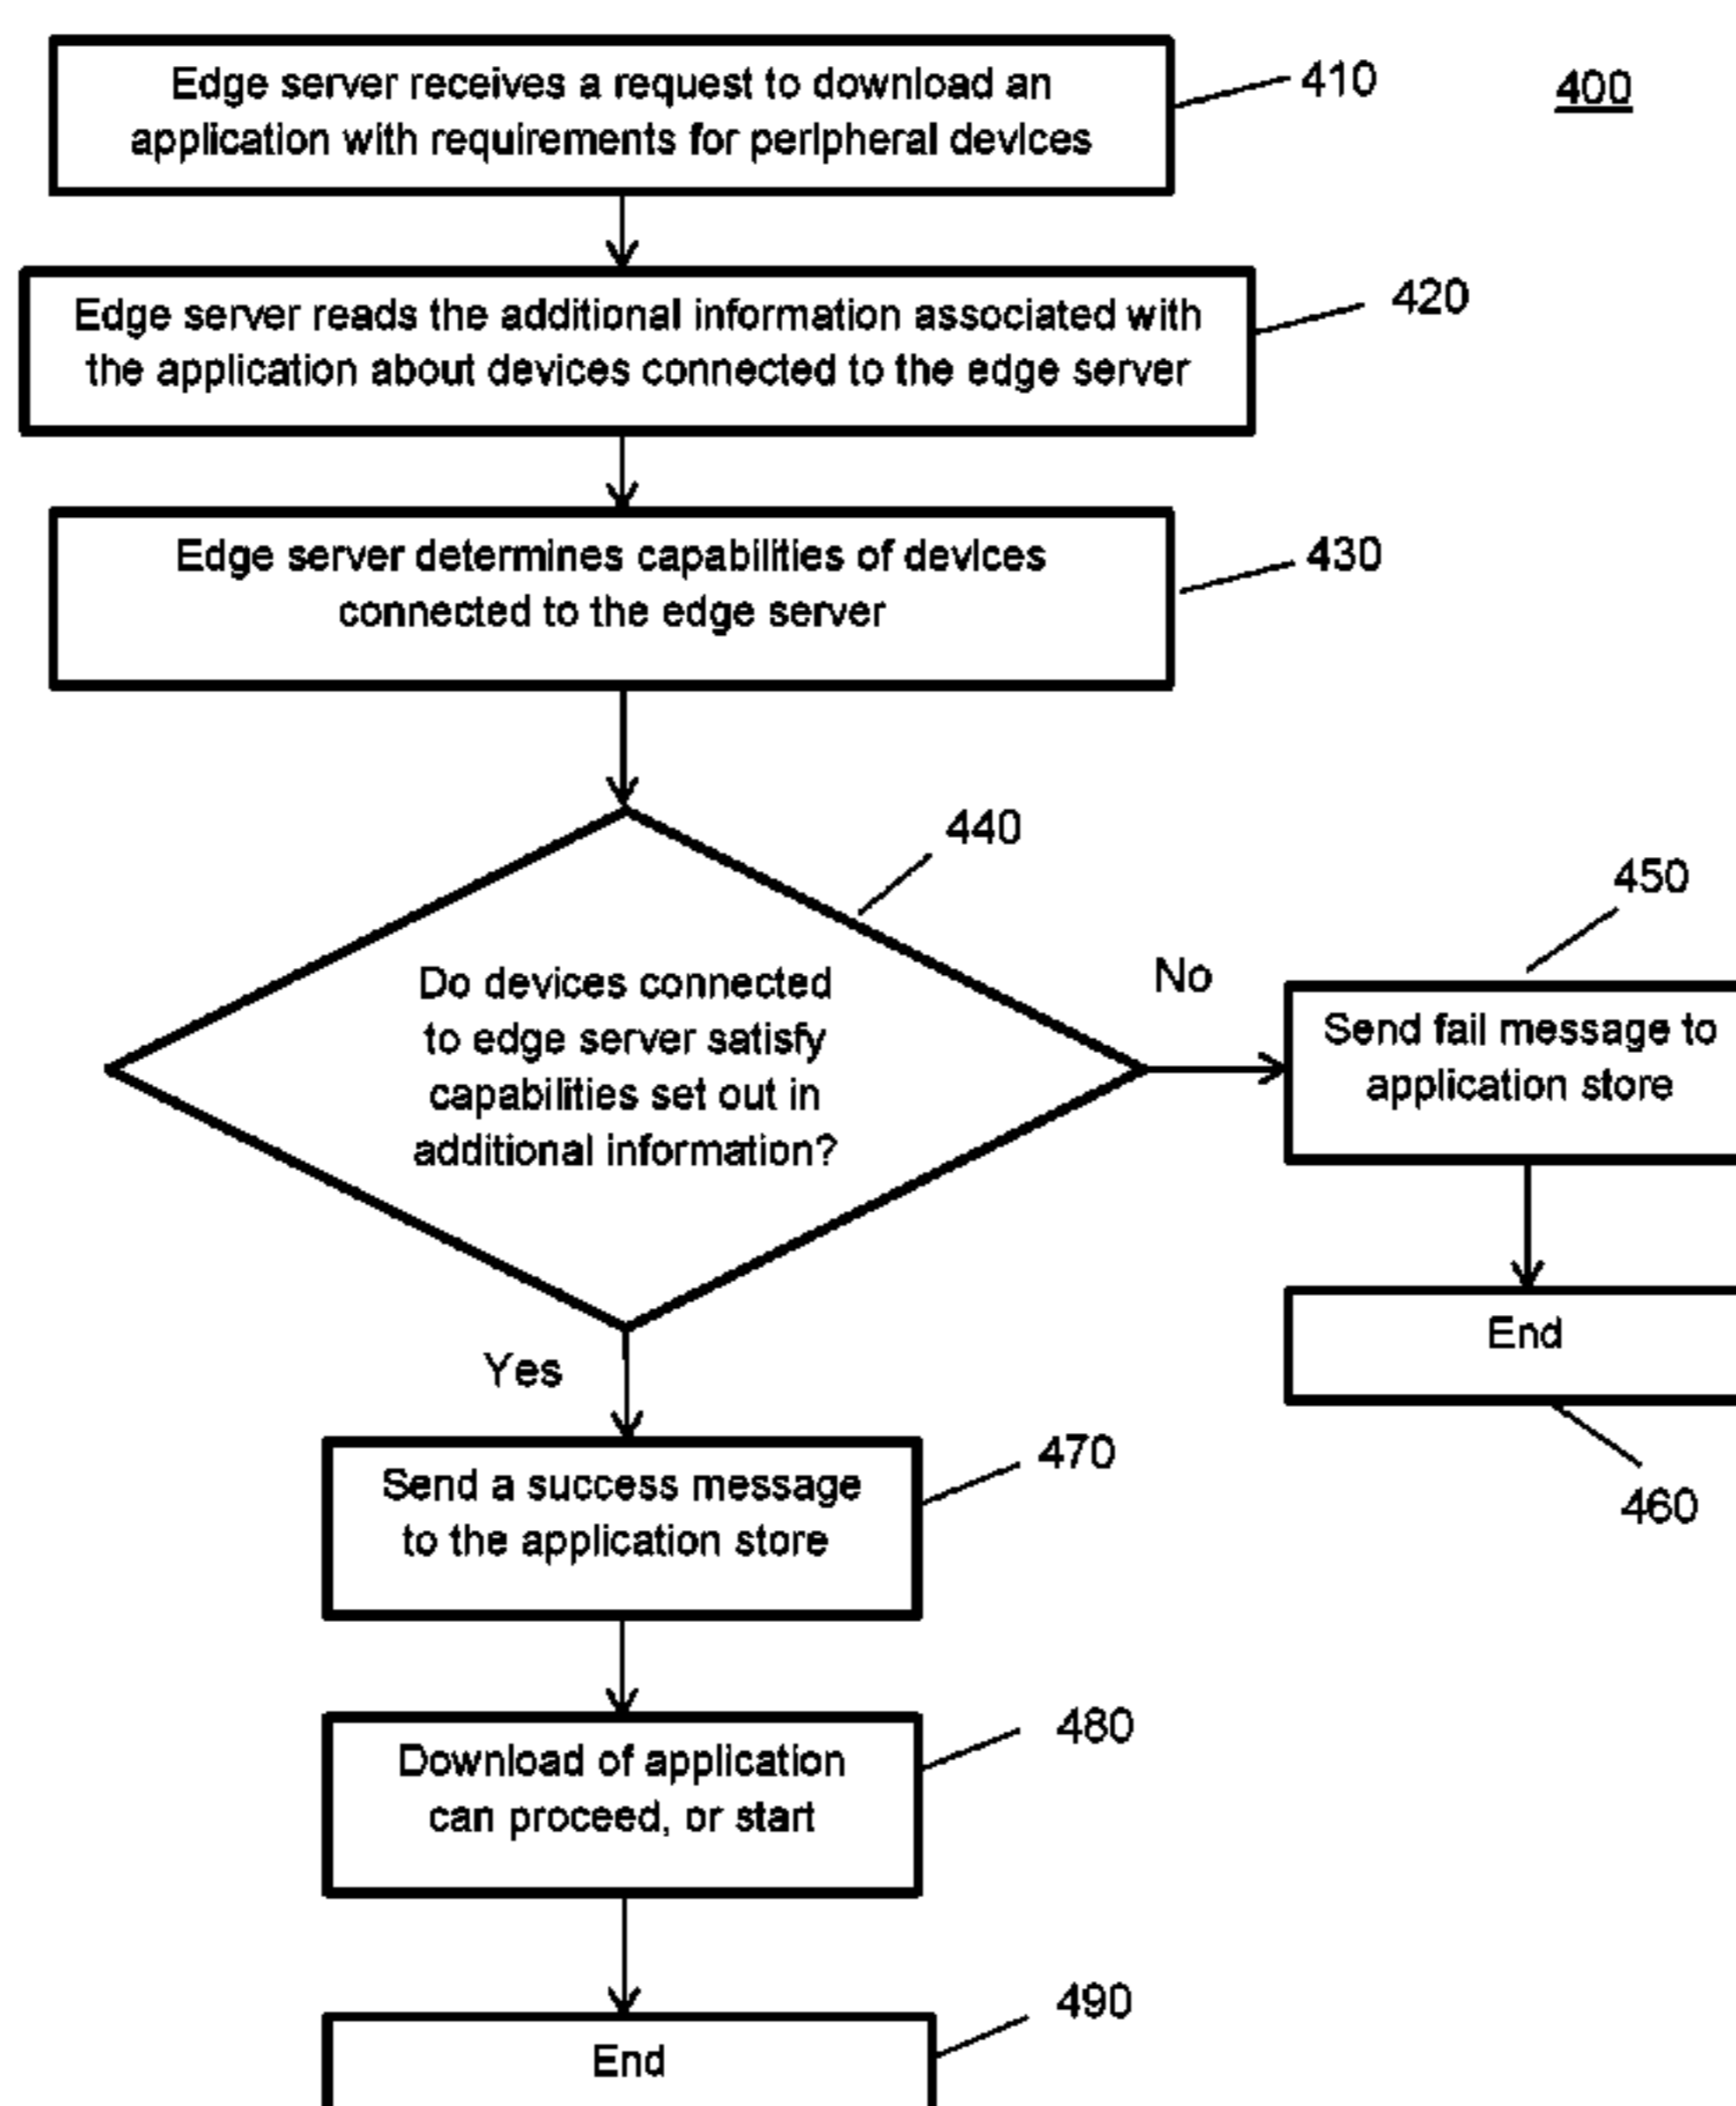 Edge server receives a request to download an
application with requirements for peripheral devices
410
400
Edge server reads the additional information associated with
the application about devices connected to the edge server
420
Edge server determines capabilities of devices
connected to the edge server
430
440
Do devices connected
to edge server satisfy
capabilities set out in
additional information?
No
450
Send fail message to
application store
End
460
Yes
Send a success message
to the application store
470
Download of application
can proceed, or start
480
End
490